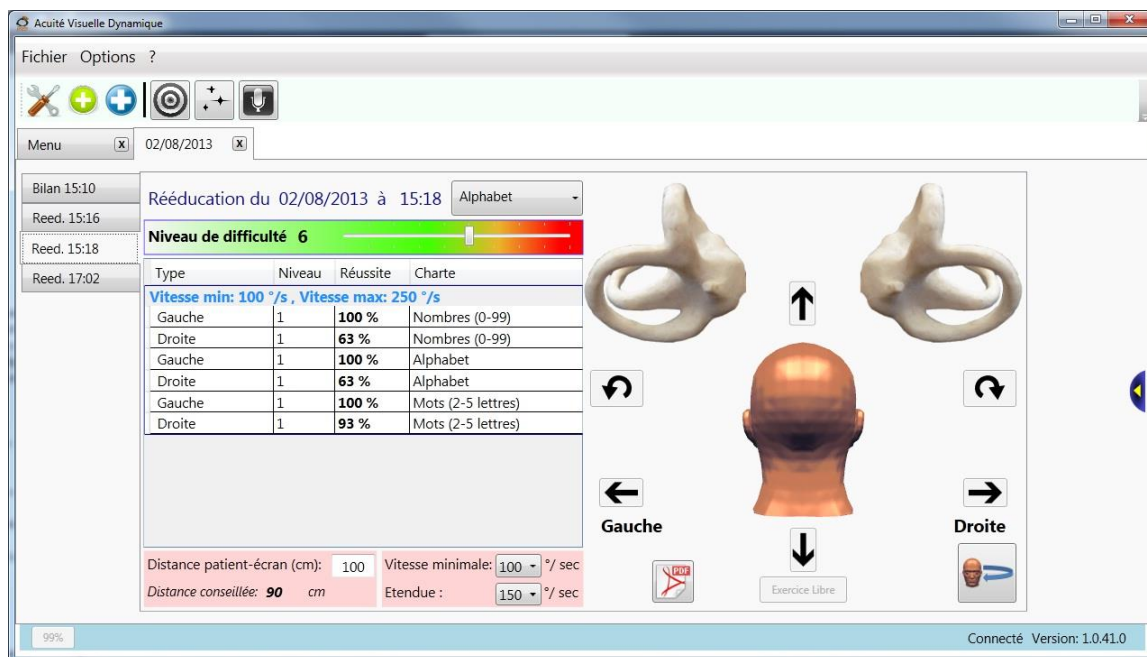 Acuité Visuelle Dynamique
Fichier Options ?
Menu X 02/08/2013 X
Bilan 15:10
Reed. 15:16
Reed. 15:18
Reed. 17:02
Rééducation du 02/08/2013 à 15:18 Alphabet
Niveau de difficulté 6
Type Niveau Réussite Charte
Vitesse min: 100 °/s , Vitesse max: 250 °/s
Gauche 1 100 % Nombres (0-99)
Droite 1 63 % Nombres (0-99)
Gauche 1 100 % Alphabet
Droite 1 63 % Alphabet
Gauche 1 100 % Mots (2-5 lettres)
Droite 1 93 % Mots (2-5 lettres)
Gauche
Droite
PDF
Exercice Libre
Distance patient-écran (cm): 100 Vitesse minimale: 100 °/ sec
Distance conseillée: 90 cm Etendue : 150 °/ sec
99% Connecté Version: 1.0.41.0